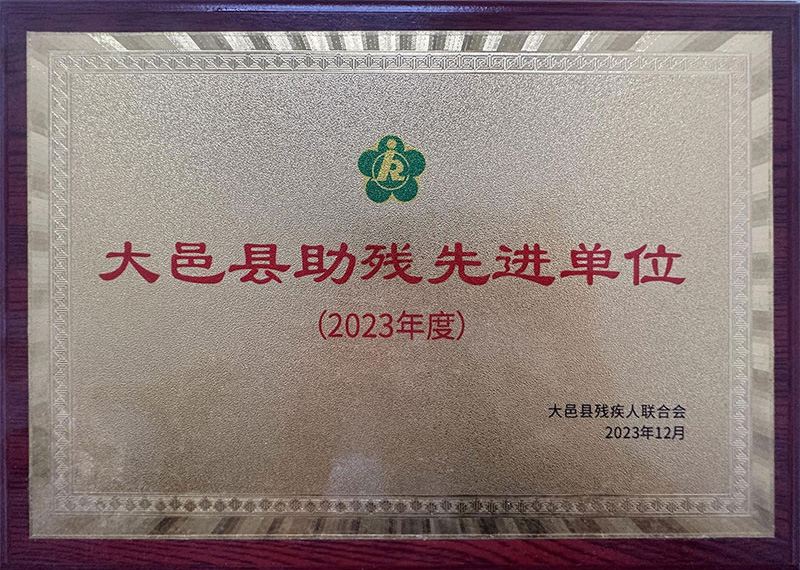 大邑县助残先进单位
（2023年度）
大邑县残疾人联合会
2023年12月